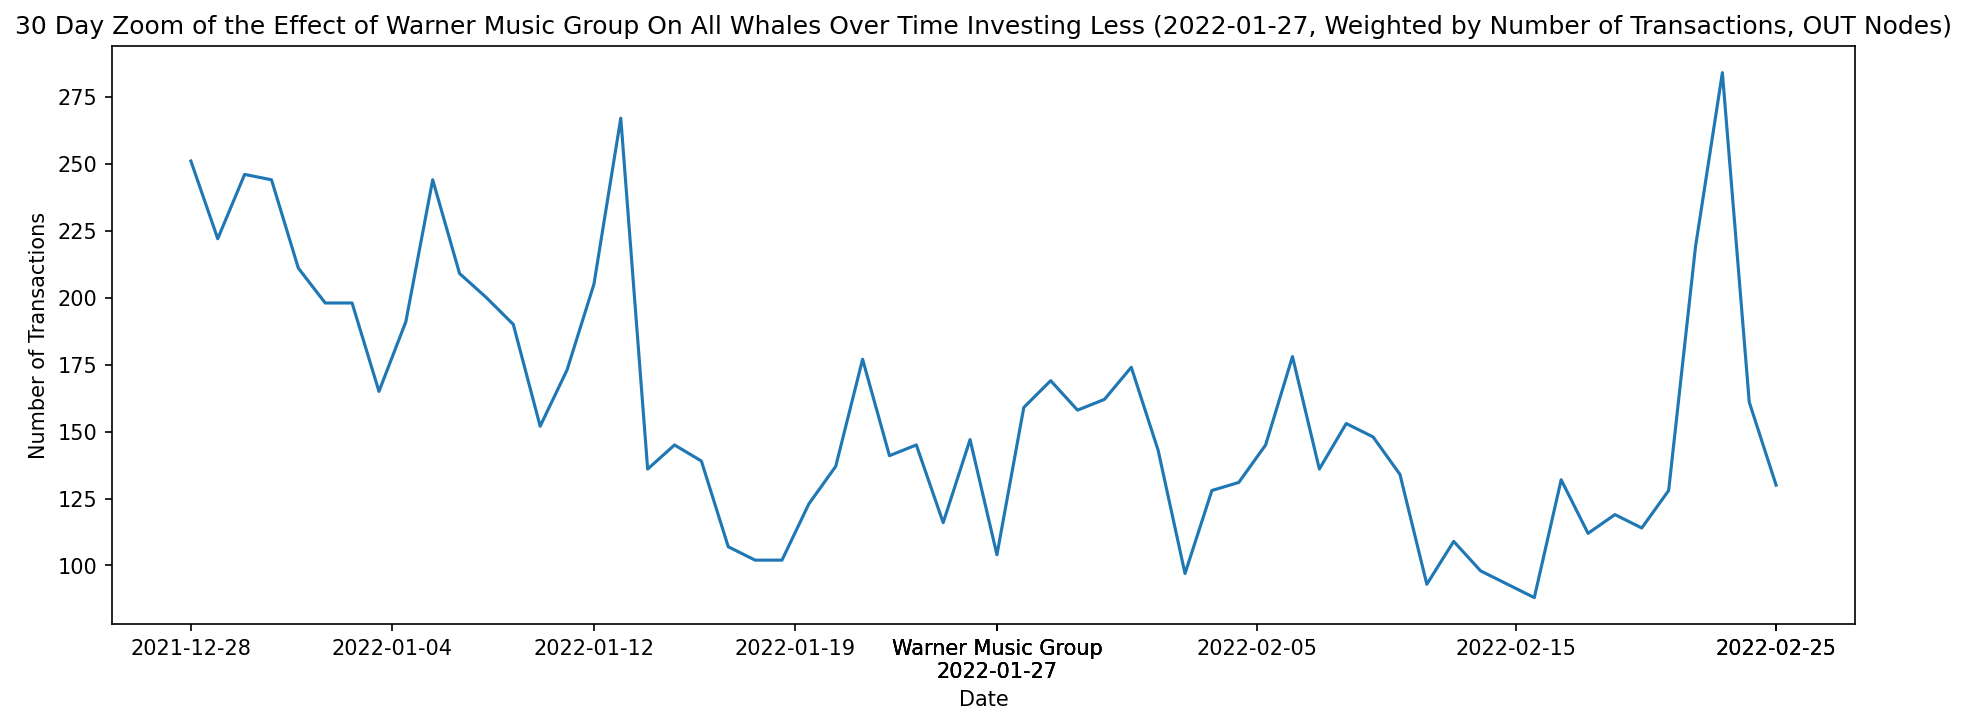 30 Day Zoom of the Effect of Warner Music Group On All Whales Over Time Investing Less (2022-01-27, Weighted by Number of Transactions, OUT Nodes)
Number of Transactions
275
250
225
200
175
150
125
100
2021-12-28 2022-01-04 2022-01-12 2022-01-19 Warner Music Group 2022-02-05 2022-02-15 2022-02-25
2022-01-27
Date